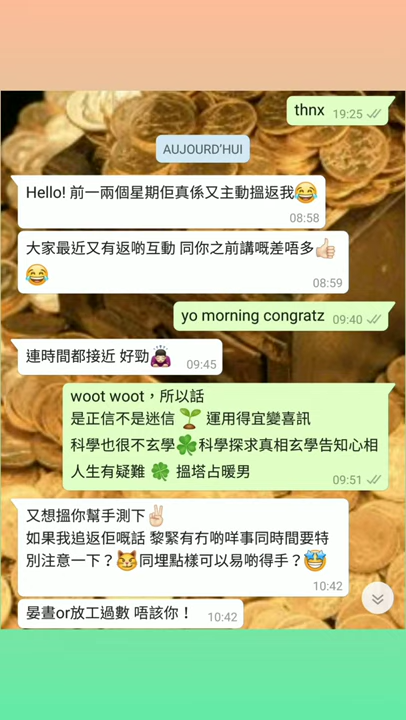 thnx
19:25
AUJOURD'HUI
Hello! 前一兩個星期佢真係又主動搵返我😂
08:58
大家最近又有返啲互動 同你之前講嘅差唔多👍🏻
😂
08:59
yo morning congratz 09:40
連時間都接近 好勁🙇🏻‍♀️ 09:45
woot woot，所以話
是正信不是迷信 🌱 運用得宜變喜訊
科學也很不玄學🍀科學探求真相玄學告知心相
人生有疑難 🍀 搵塔占暖男
09:51
又想搵你幫手測下✌🏻
如果我追返佢嘅話 黎緊有冇啲咩事同時間要特
別注意一下？😼同埋點樣可以易啲得手？🤩
10:42
晏晝or放工過數 唔該你！ 10:42